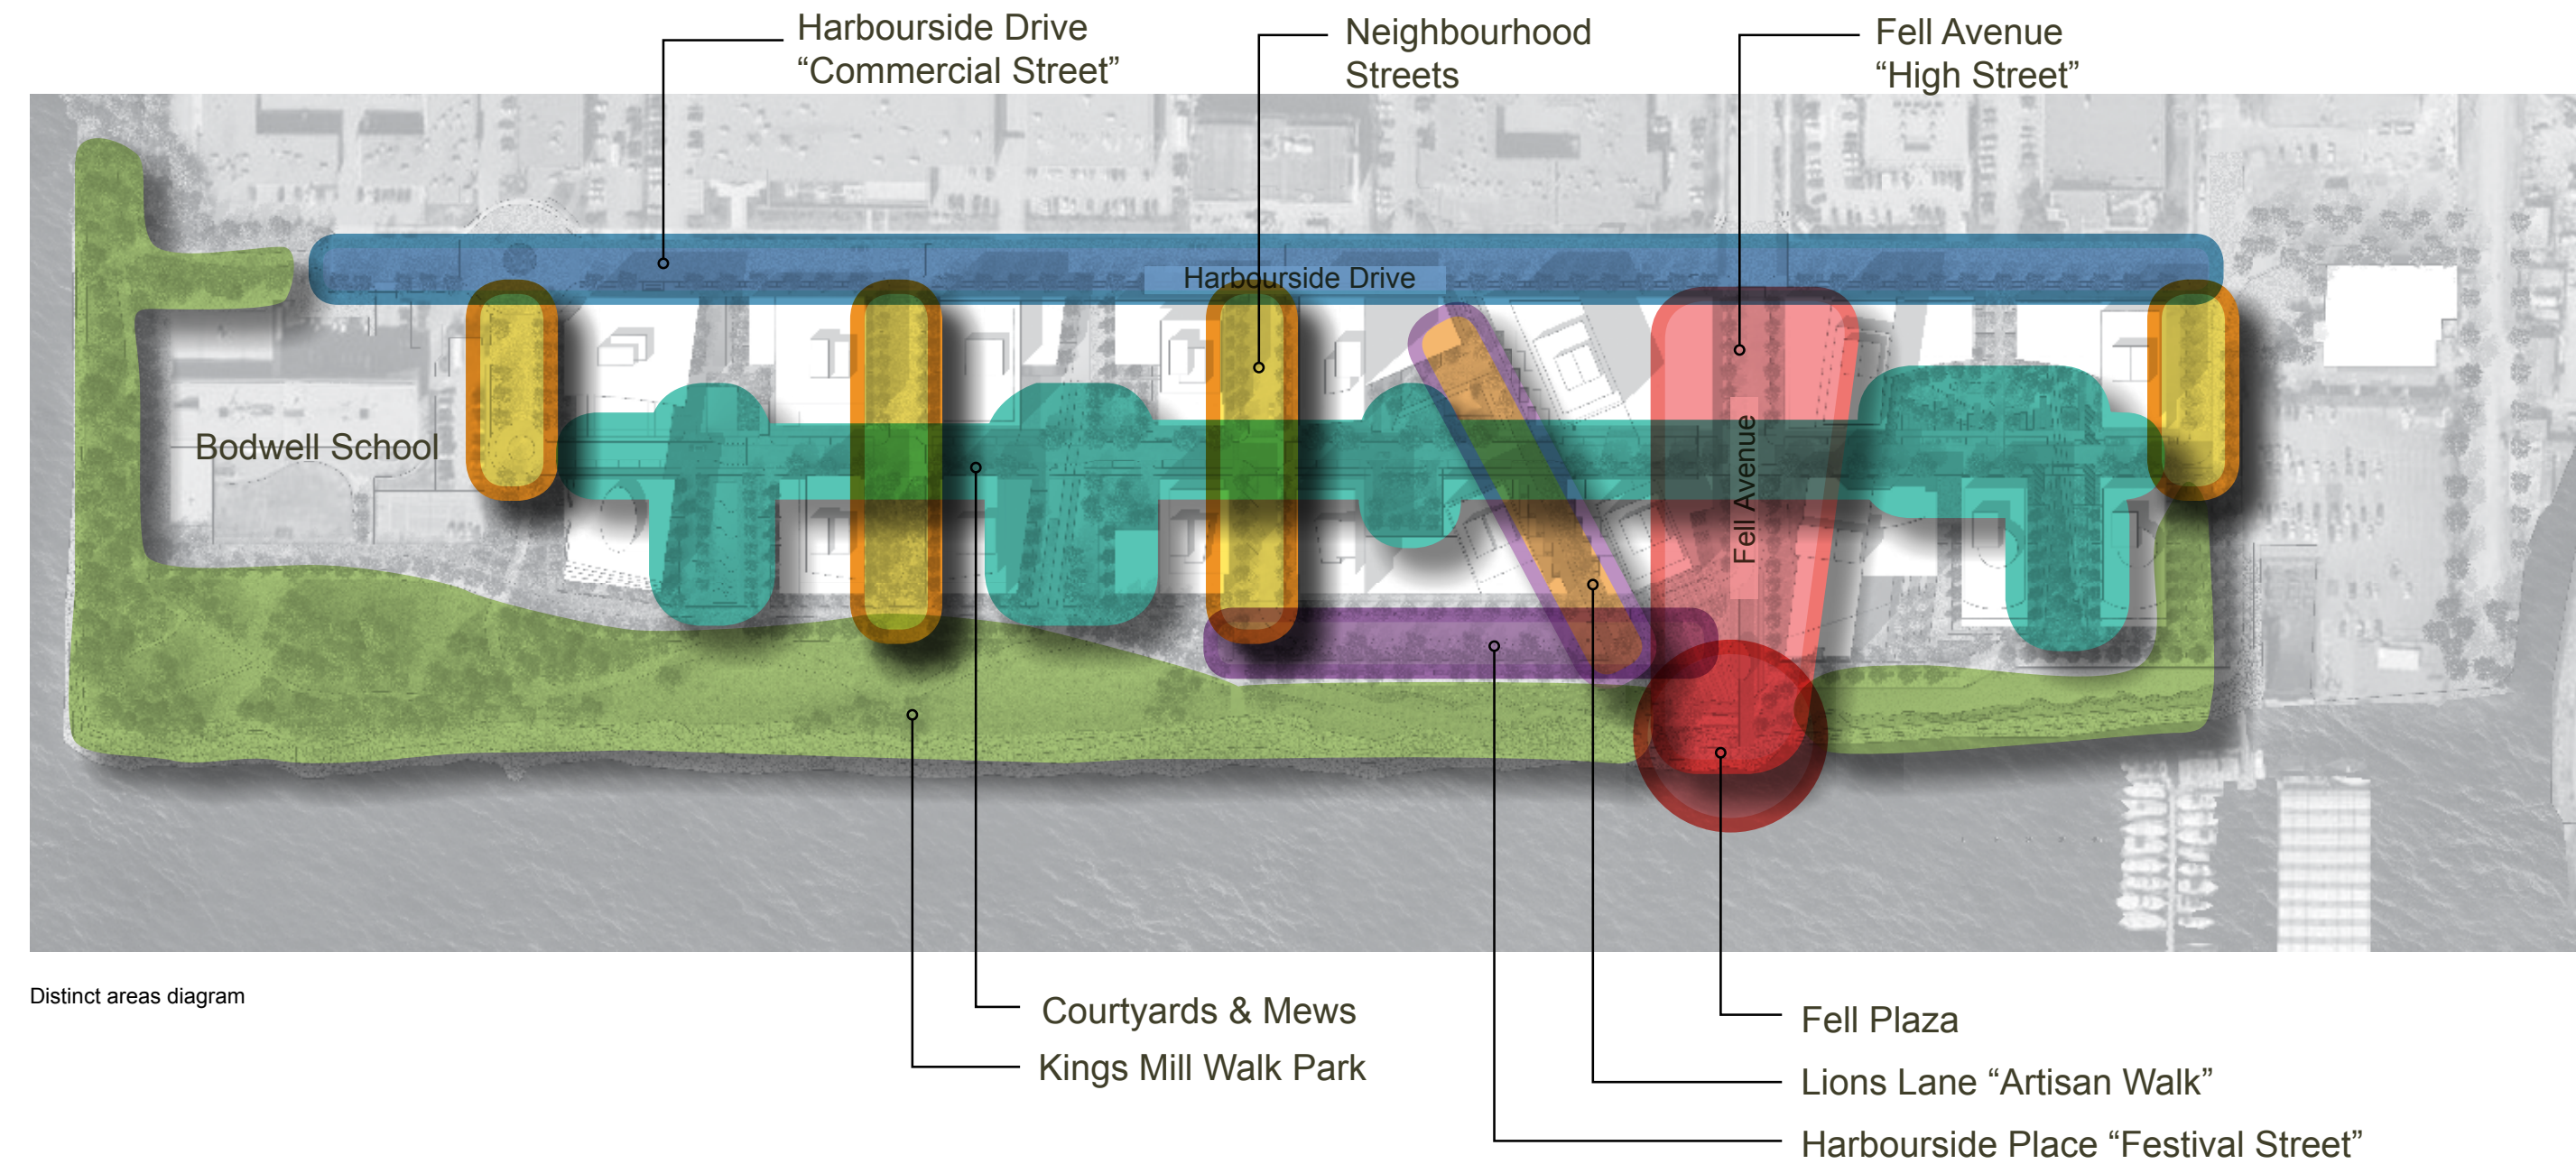 Harbourside Drive
“Commercial Street”
Neighbourhood
Streets
Fell Avenue
“High Street”
Harbourside Drive
Bodwell School
Fell Avenue
Distinct areas diagram
Courtyards & Mews
Kings Mill Walk Park
Fell Plaza
Lions Lane “Artisan Walk”
Harbourside Place “Festival Street”